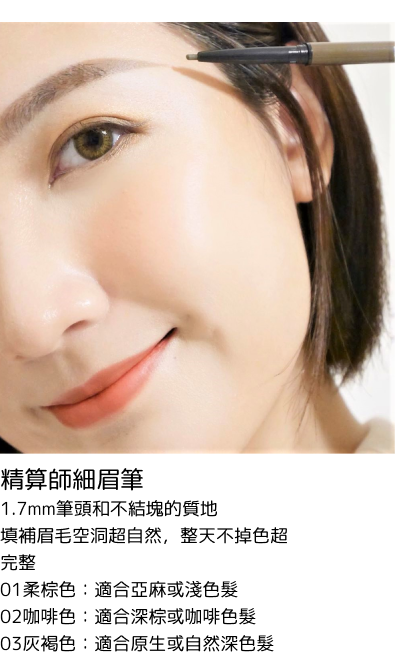 精算師細眉筆
1.7mm筆頭和不結塊的質地
填補眉毛空洞超自然，整天不掉色超
完整
01柔棕色：適合亞麻或淺色髮
02咖啡色：適合深棕或咖啡色髮
03灰褐色：適合原生或自然深色髮